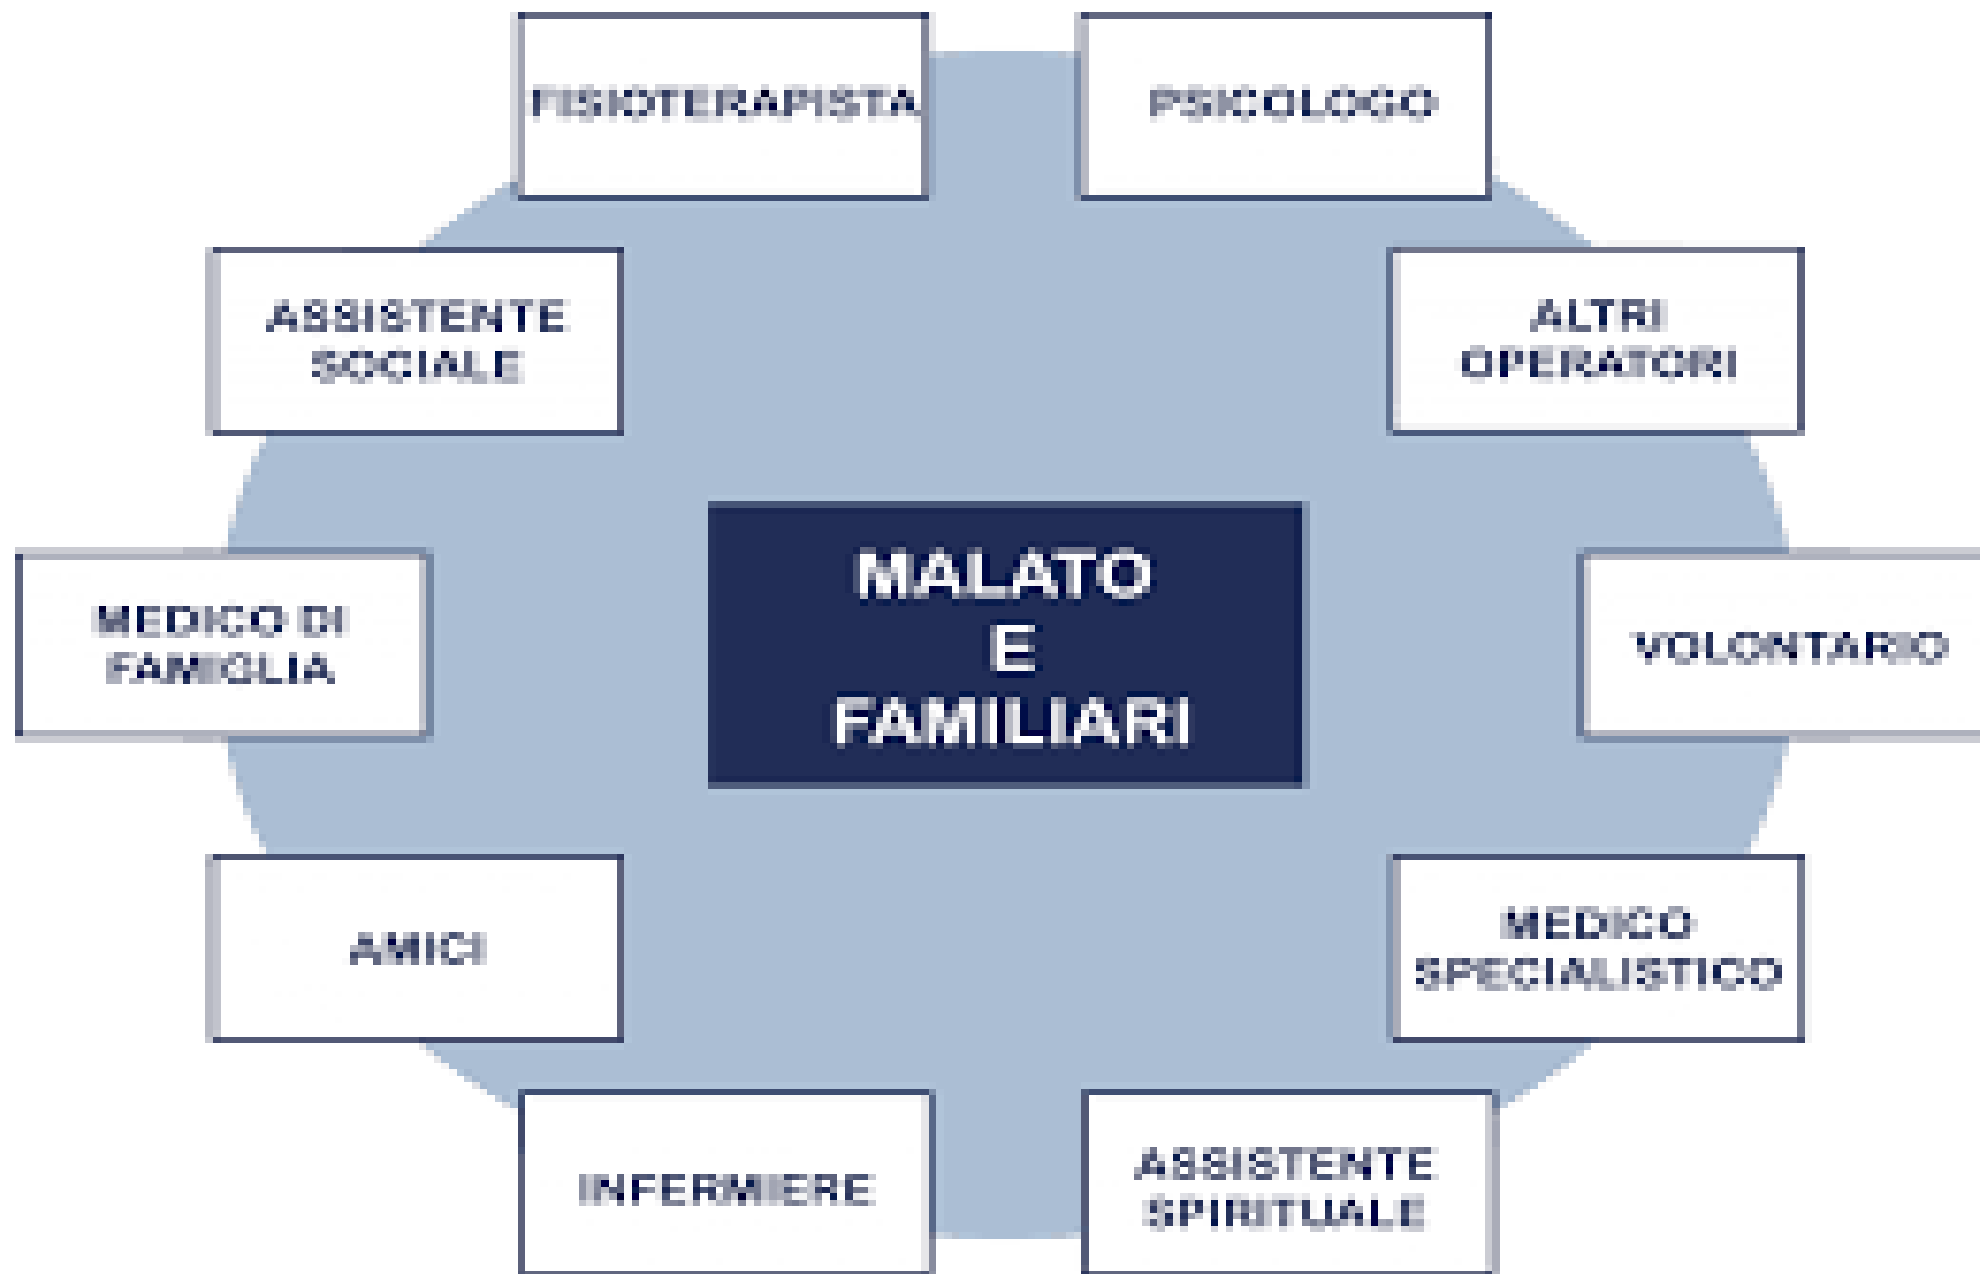 FISIOTERAPISTA
PSICOLOGO
ASSISTENTE
SOCIALE
ALTRI
OPERATORI
MEDICO DI
FAMIGLIA
MALATO
E
FAMILIARI
VOLONTARIO
AMICI
MEDICO
SPECIALISTICO
INFERMIERE
ASSISTENTE
SPIRITUALE